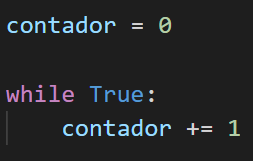 contador = 0
while True:
    contador += 1